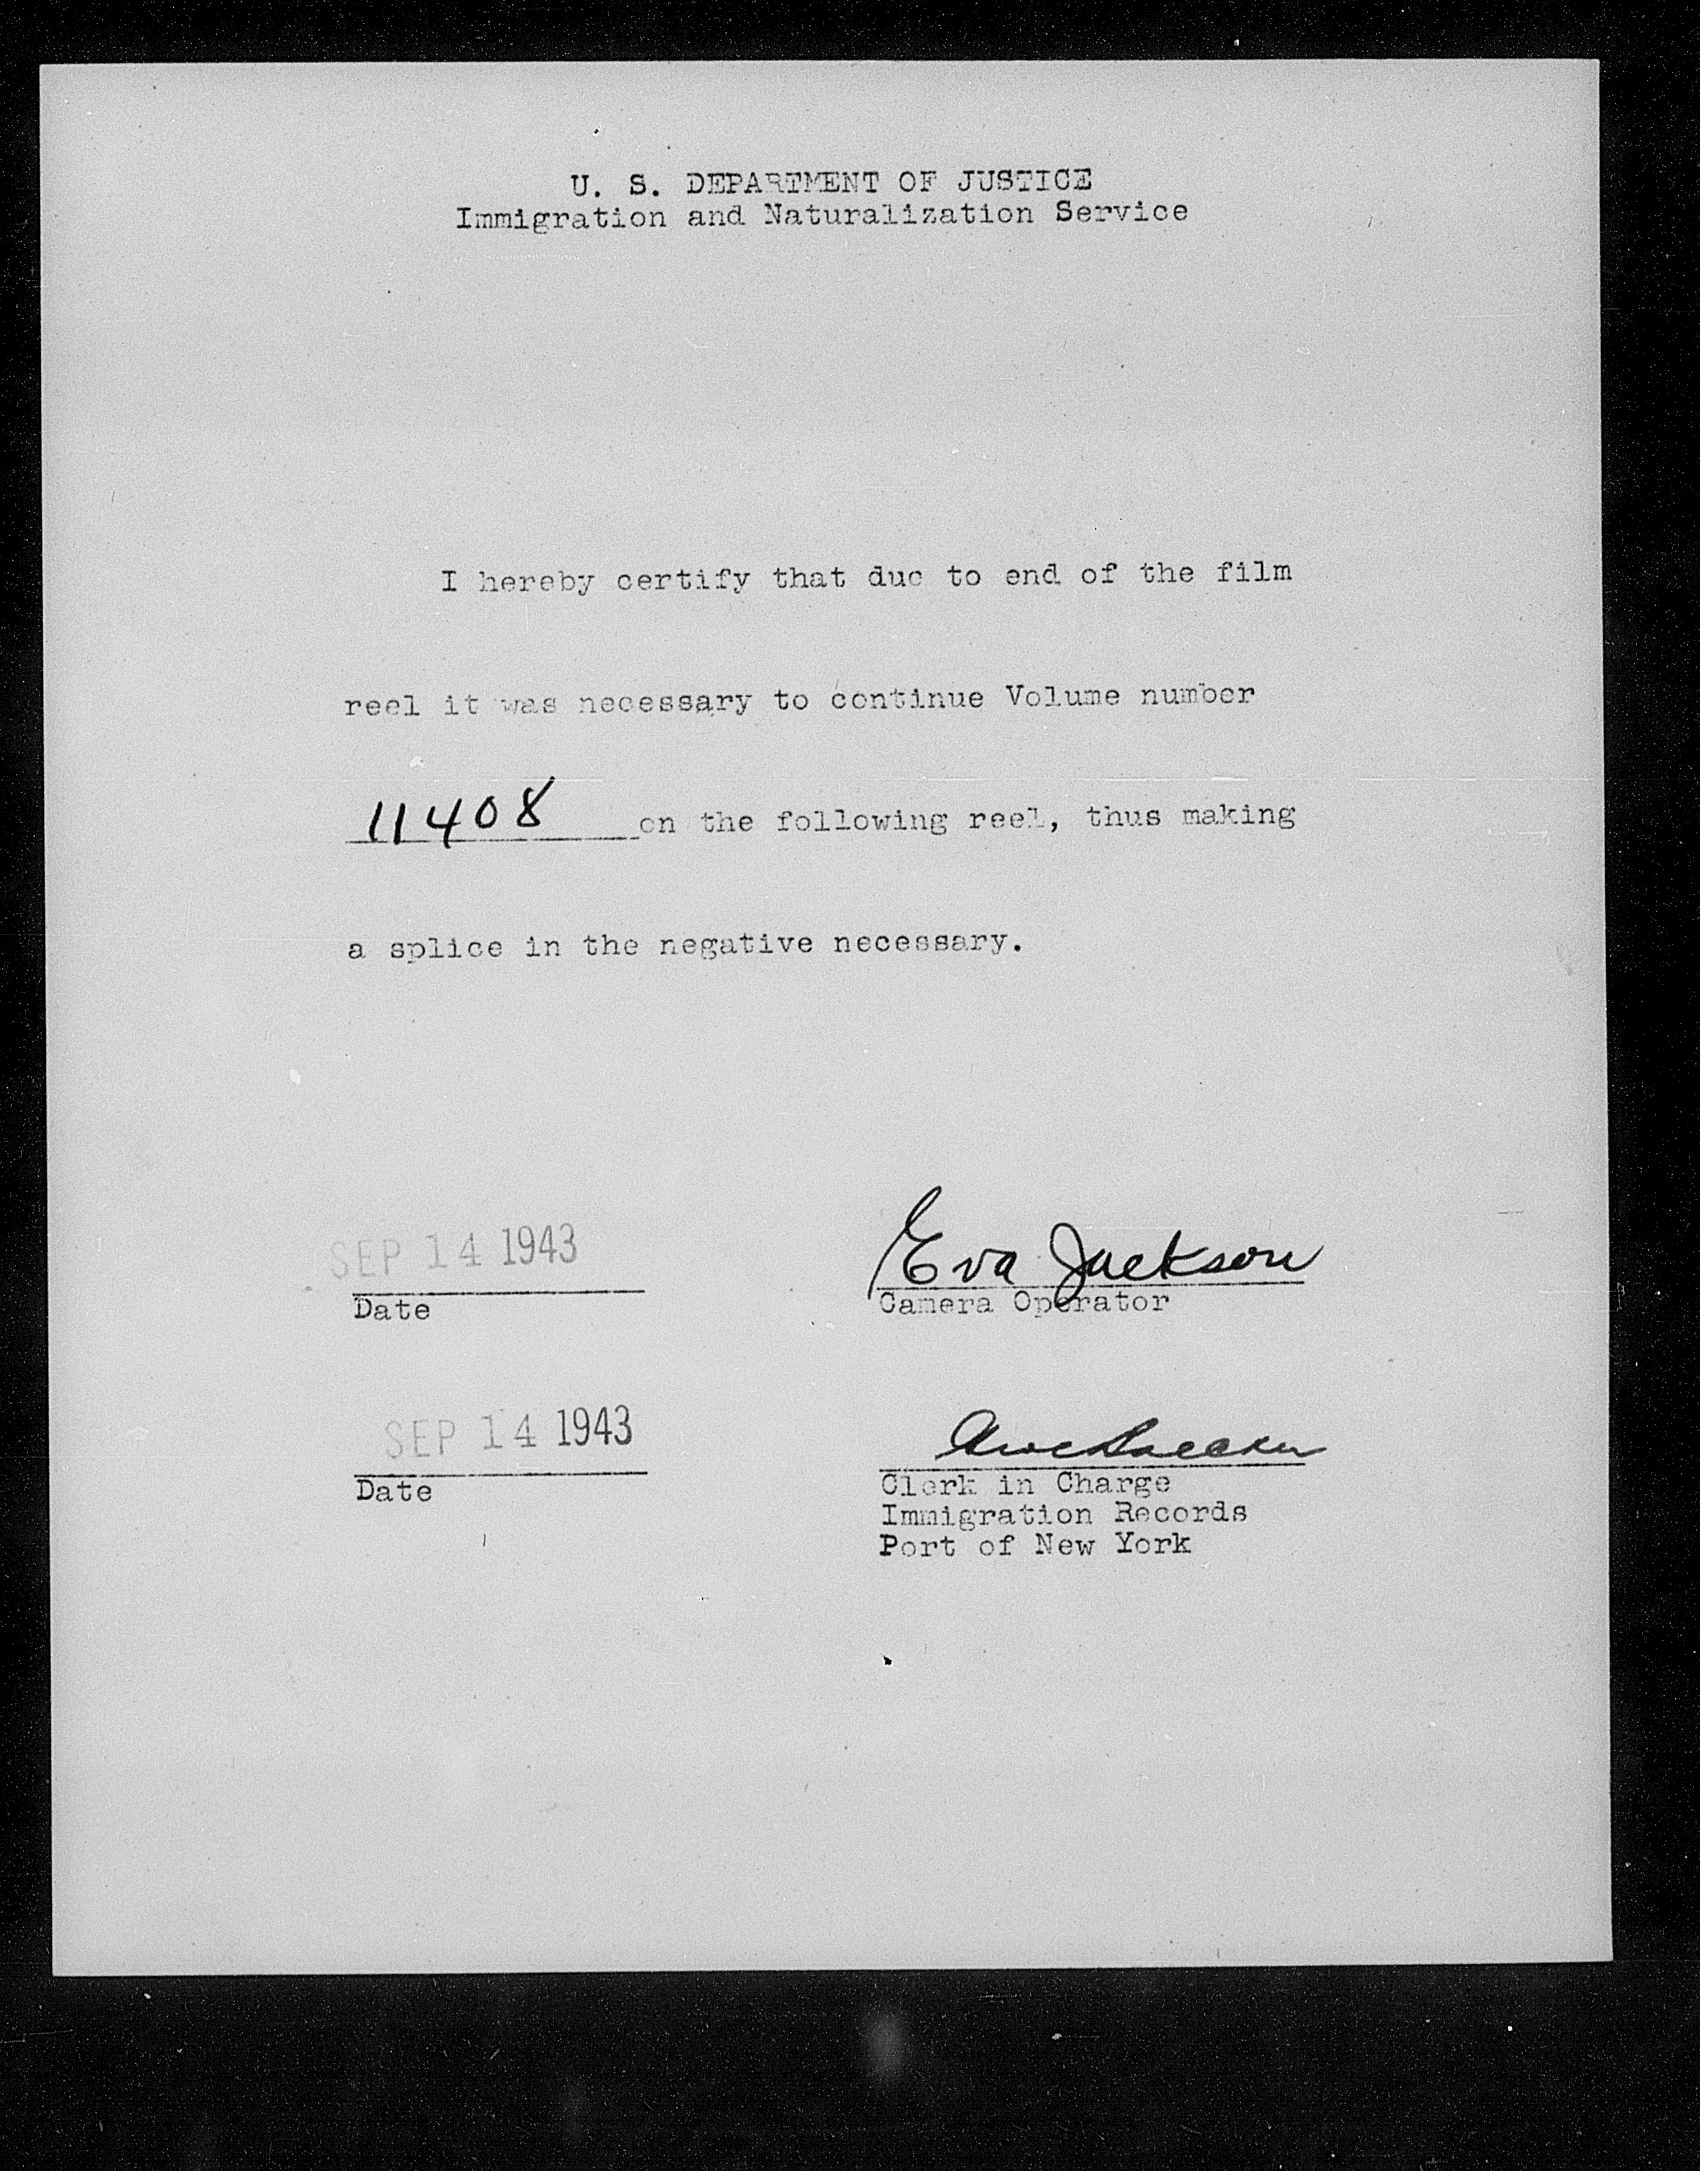 U. S. DEPARTMENT OF JUSTICE
Immigration and Naturalization Service
I hereby certify that due to end of the film
reel it was necessary to continue Volume number
11408 on the following reel, thus making
a splice in the negative necessary.
SEP 14 1943
Eva Jackson
Date
Camera Operator
SEP 14 1943
Date
Clerk in Charge
Immigration Records
Port of New York